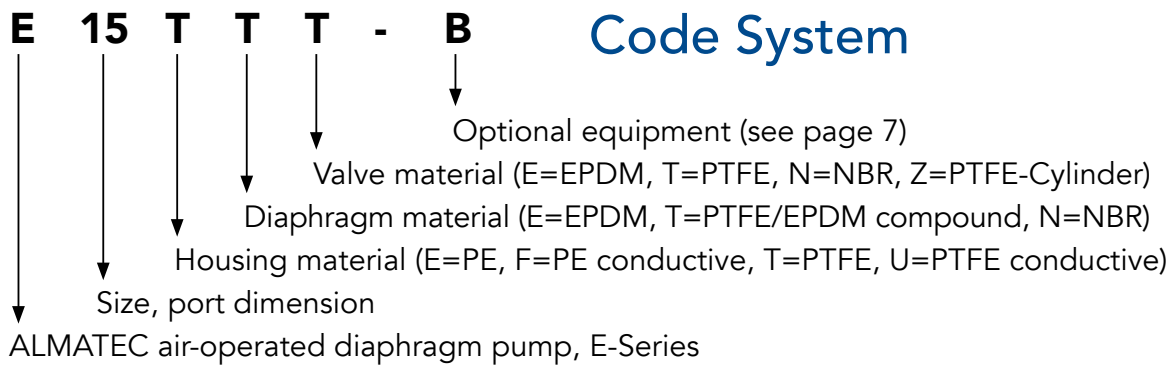 E 15 T T T - B Code System
Optional equipment (see page 7)
Valve material (E=EPDM, T=PTFE, N=NBR, Z=PTFE-Cylinder)
Diaphragm material (E=EPDM, T=PTFE/EPDM compound, N=NBR)
Housing material (E=PE, F=PE conductive, T=PTFE, U=PTFE conductive)
Size, port dimension
ALMATEC air-operated diaphragm pump, E-Series